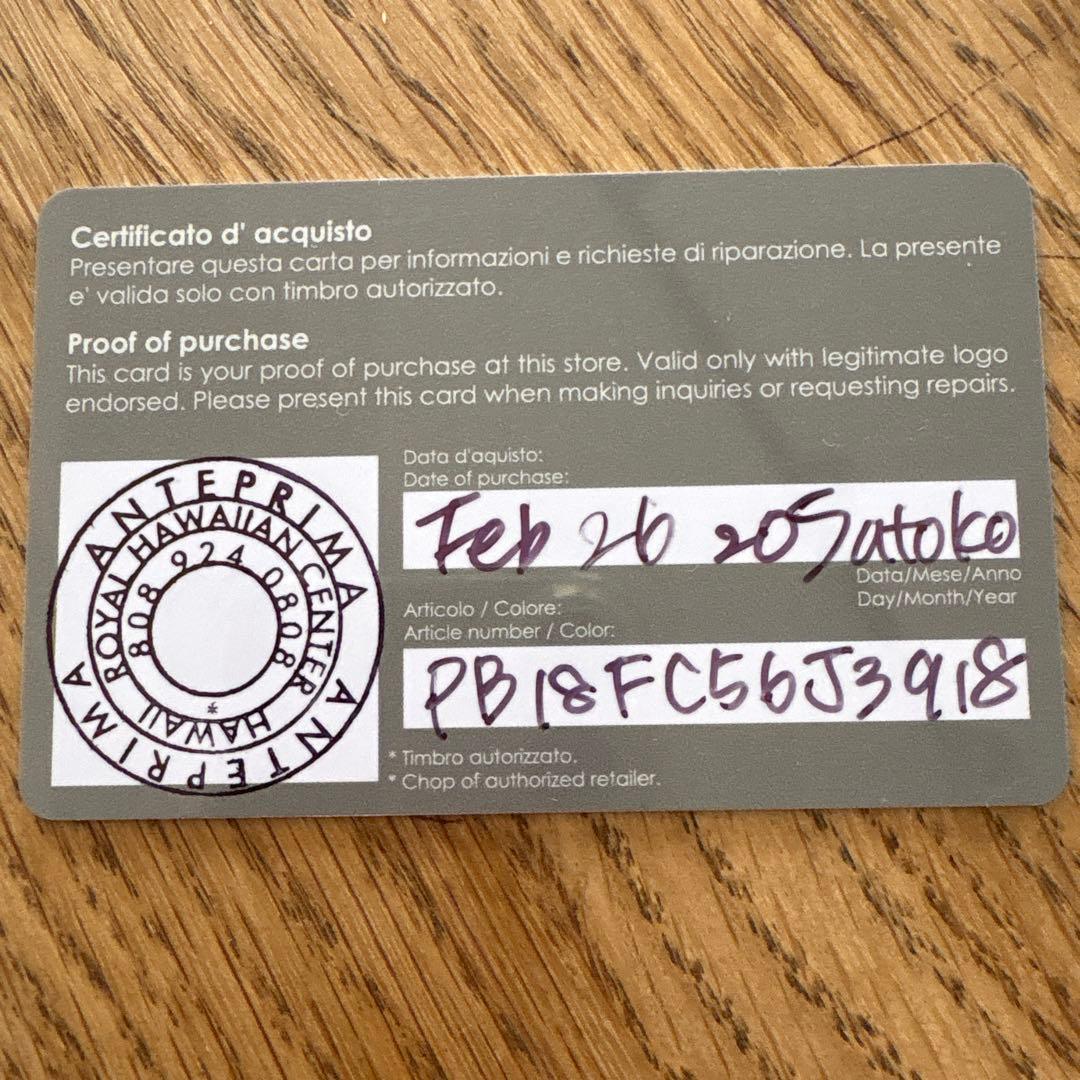 Certificato d' acquisto
Presentare questa carta per informazioni e richieste di riparazione. La presente
e' valida solo con timbro autorizzato.
Proof of purchase
This card is your proof of purchase at this store. Valid only with legitimate logo
endorsed. Please present this card when making inquiries or requesting repairs.
ANTEPRIMA ANTEPRIMA
ROYAL HAWAIIAN CENTER
HAWAII *
808 924 0808
Data d'aquisto:
Date of purchase:
Feb 26 20 Satoko
Data/Mese/Anno
Day/Month/Year
Articolo / Colore:
Article number / Color:
PB18FC56J3918
* Timbro autorizzato.
* Chop of authorized retailer.